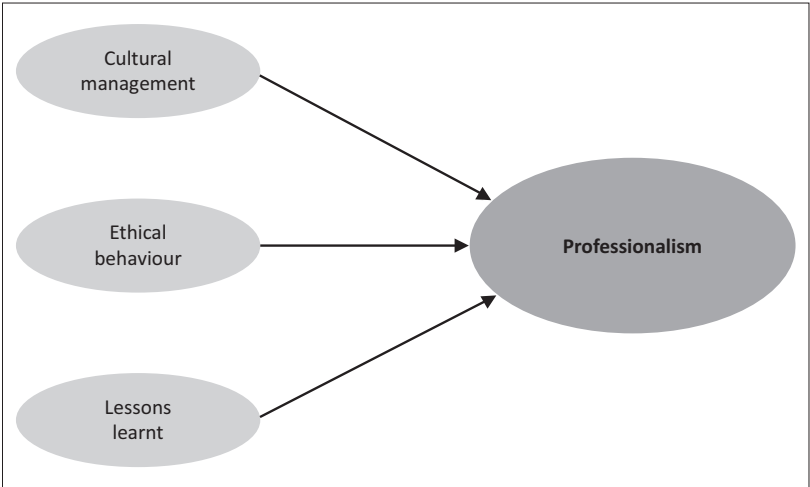 Cultural
management
Ethical
behaviour
Professionalism
Lessons
learnt